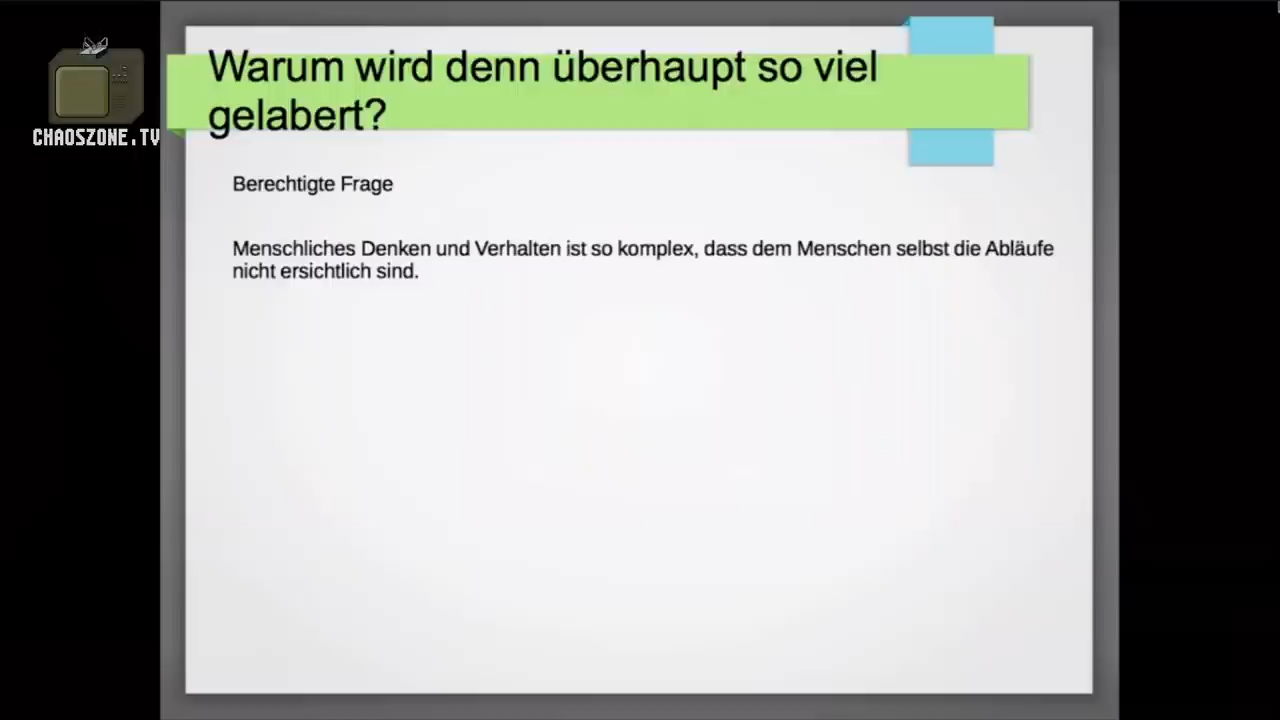 CHAOSZONE.TV
Warum wird denn überhaupt so viel
gelabert?
Berechtigte Frage
Menschliches Denken und Verhalten ist so komplex, dass dem Menschen selbst die Abläufe
nicht ersichtlich sind.